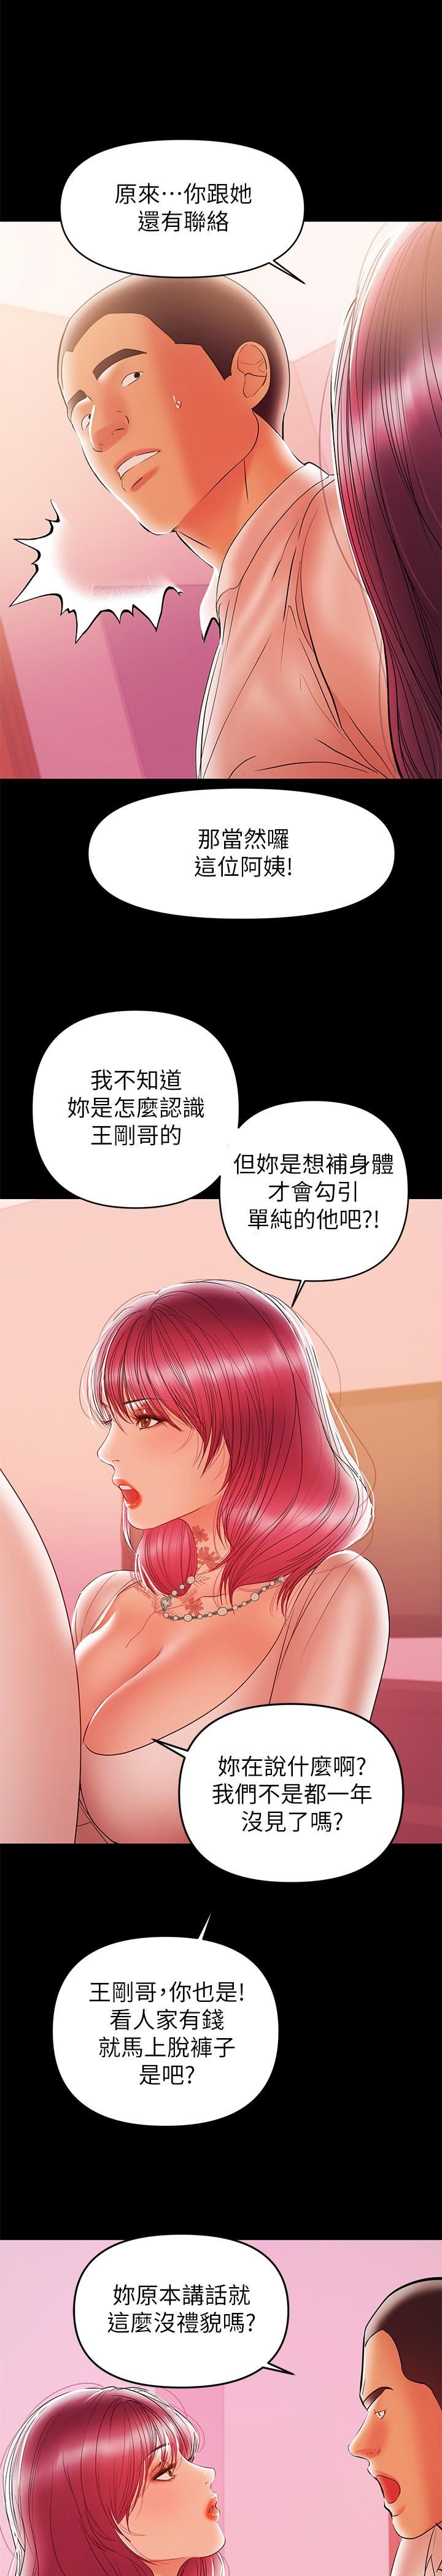 原來…你跟她
還有聯絡
那當然囉
這位阿姨!
我不知道
妳是怎麼認識
王剛哥的
但妳是想補身體
才會勾引
單純的他吧?!
妳在說什麼啊?
我們不是都一年
沒見了嗎?
王剛哥,你也是!
看人家有錢
就馬上脫褲子
是吧?
妳原本講話就
這麼沒禮貌嗎?